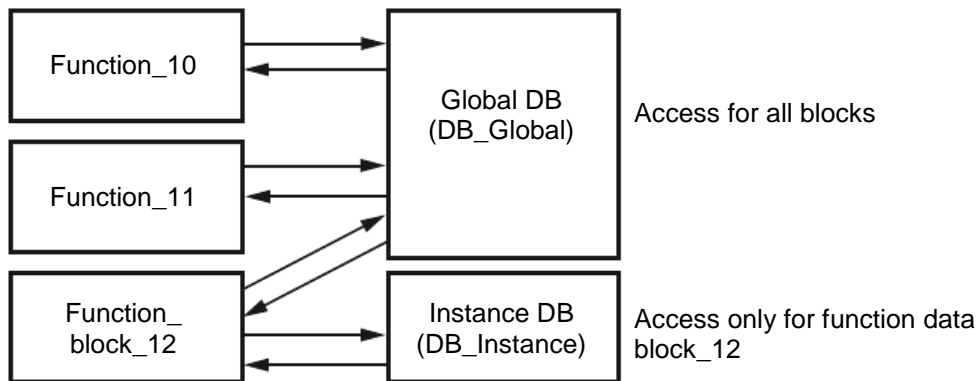 Function_10
Global DB
(DB_Global)
Access for all blocks
Function_11
Function_
block_12
Instance DB
(DB_Instance)
Access only for function data
block_12